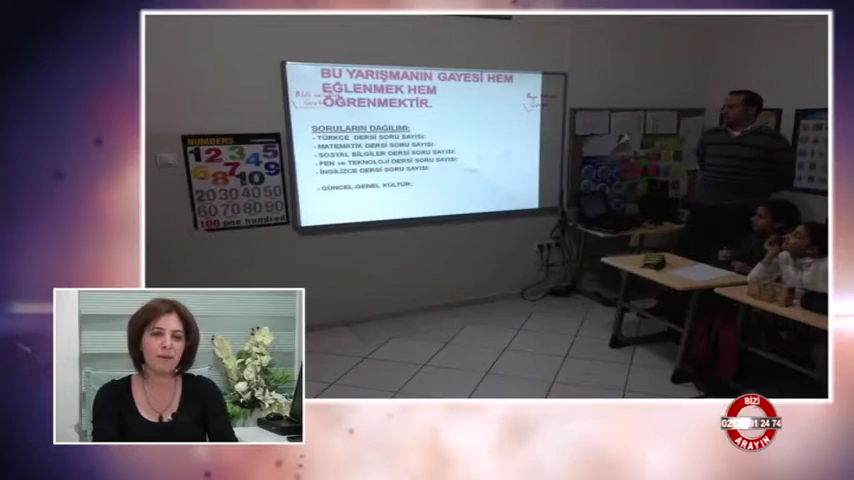 BU YARIŞMANIN GAYESİ HEM
EĞLENMEK HEM
ÖĞRENMEKTİR.
SORULARIN DAĞILIMI:
- TÜRKÇE DERSİ SORU SAYISI:
- MATEMATİK DERSİ SORU SAYISI:
- SOSYAL BİLGİLER DERSİ SORU SAYISI:
- FEN ve TEKNOLOJİ DERSİ SORU SAYISI:
- İNGİLİZCE DERSİ SORU SAYISI:
- GÜNCEL-GENEL KÜLTÜR:
NUMBERS
1 2 3 4 5
6 7 8 9
10
20 30 40 50
60 70 80 90
100 one hundred
BİZİ
91 24 74
ARAYIN